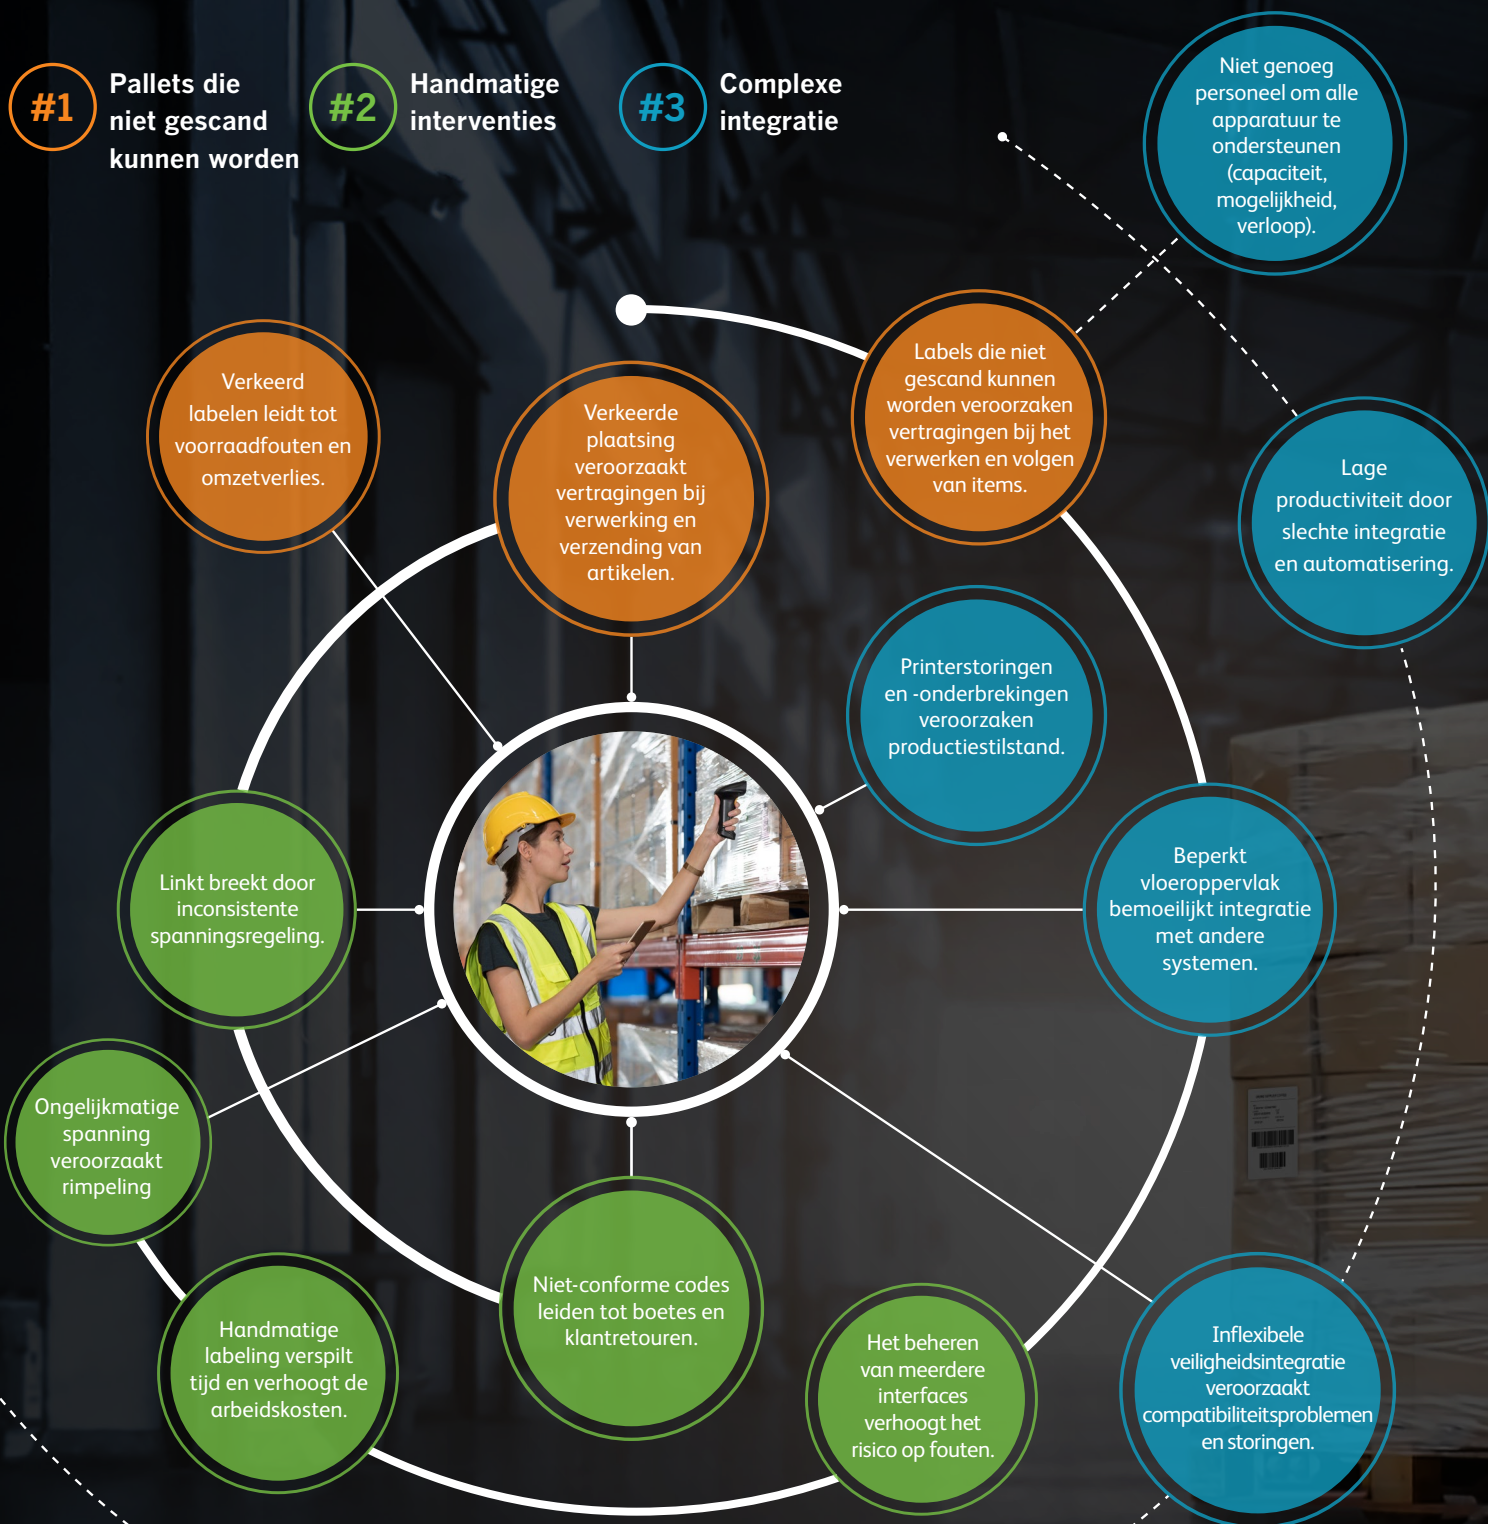 #1
Pallets die
niet gescand
kunnen worden
#2
Handmatige
interventies
#3
Complexe
integratie
Niet genoeg
personeel om alle
apparatuur te
ondersteunen
(capaciteit,
mogelijkheid,
verloop).
Verkeerd
labelen leidt tot
voorraadfouten en
omzetverlies.
Verkeerde
plaatsing
veroorzaakt
vertragingen bij
verwerking en
verzending van
artikelen.
Labels die niet
gescand kunnen
worden veroorzaken
vertragingen bij het
verwerken en volgen
van items.
Lage
productiviteit door
slechte integratie
en automatisering.
Printerstoringen
en -onderbrekingen
veroorzaken
productiestilstand.
Linkt breekt door
inconsistente
spanningsregeling.
Beperkt
vloeroppervlak
bemoeilijkt integratie
met andere
systemen.
Ongelijkmatige
spanning
veroorzaakt
rimpeling
Handmatige
labeling verspilt
tijd en verhoogt de
arbeidskosten.
Niet-conforme codes
leiden tot boetes en
klantretouren.
Het beheren
van meerdere
interfaces
verhoogt het
risico op fouten.
Inflexibele
veiligheidsintegratie
veroorzaakt
compatibiliteitsproblemen
en storingen.